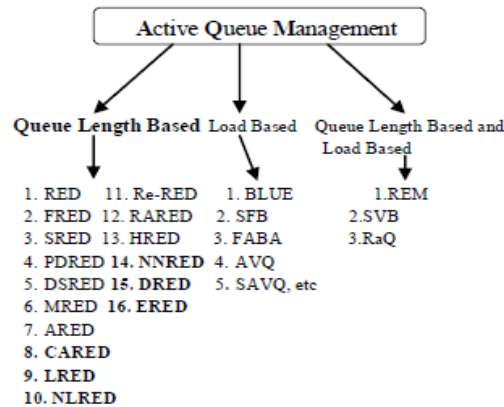 Active Queue Management
Queue Length Based
1. RED
2. FRED
3. SRED
4. PDRED
5. DSRED
6. MRED
7. ARED
8. CARED
9. LRED
10. NLRED
11. Re-RED
12. RARED
13. HRED
14. NNRED
15. DRED
16. ERED
Load Based
1. BLUE
2. SFB
3. FABA
4. AVQ
5. SAVQ, etc
Queue Length Based and
Load Based
1.REM
2.SVB
3.RaQ